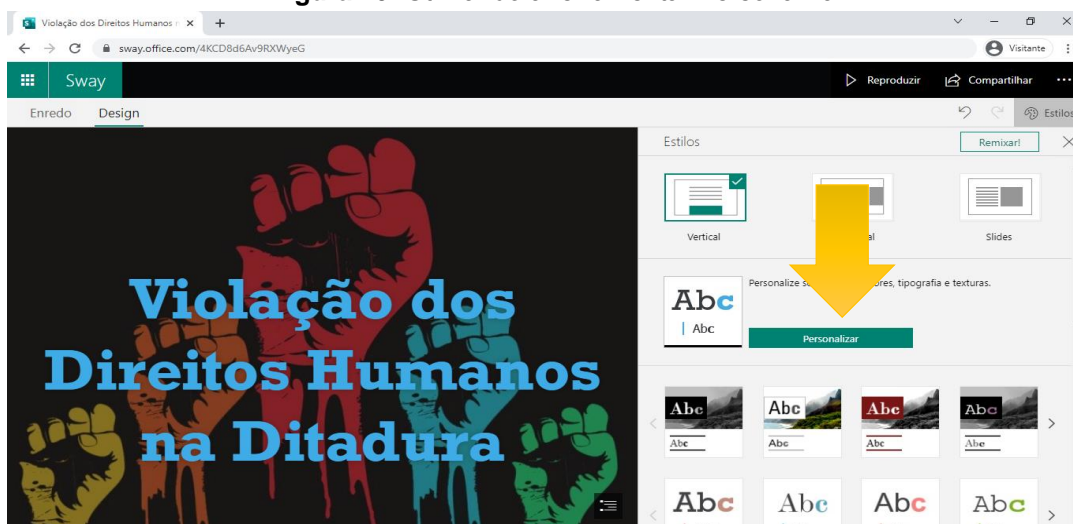 Violação dos Direitos Humanos
sway.office.com/4KCD8d6Av9RXWyeG
Visitante
Sway
Reproduzir
Compartilhar
Enredo
Design
Estilos
Estilos
Remixar!
Vertical
Slides
Personalize
tipografia e texturas.
Abc
Abc
Personalizar
Violação dos
Direitos Humanos
na Ditadura
Abc
Abc
Abc
Abc
Abc
Abc
Abc
Abc
Abc
Abc
Abc
Abc